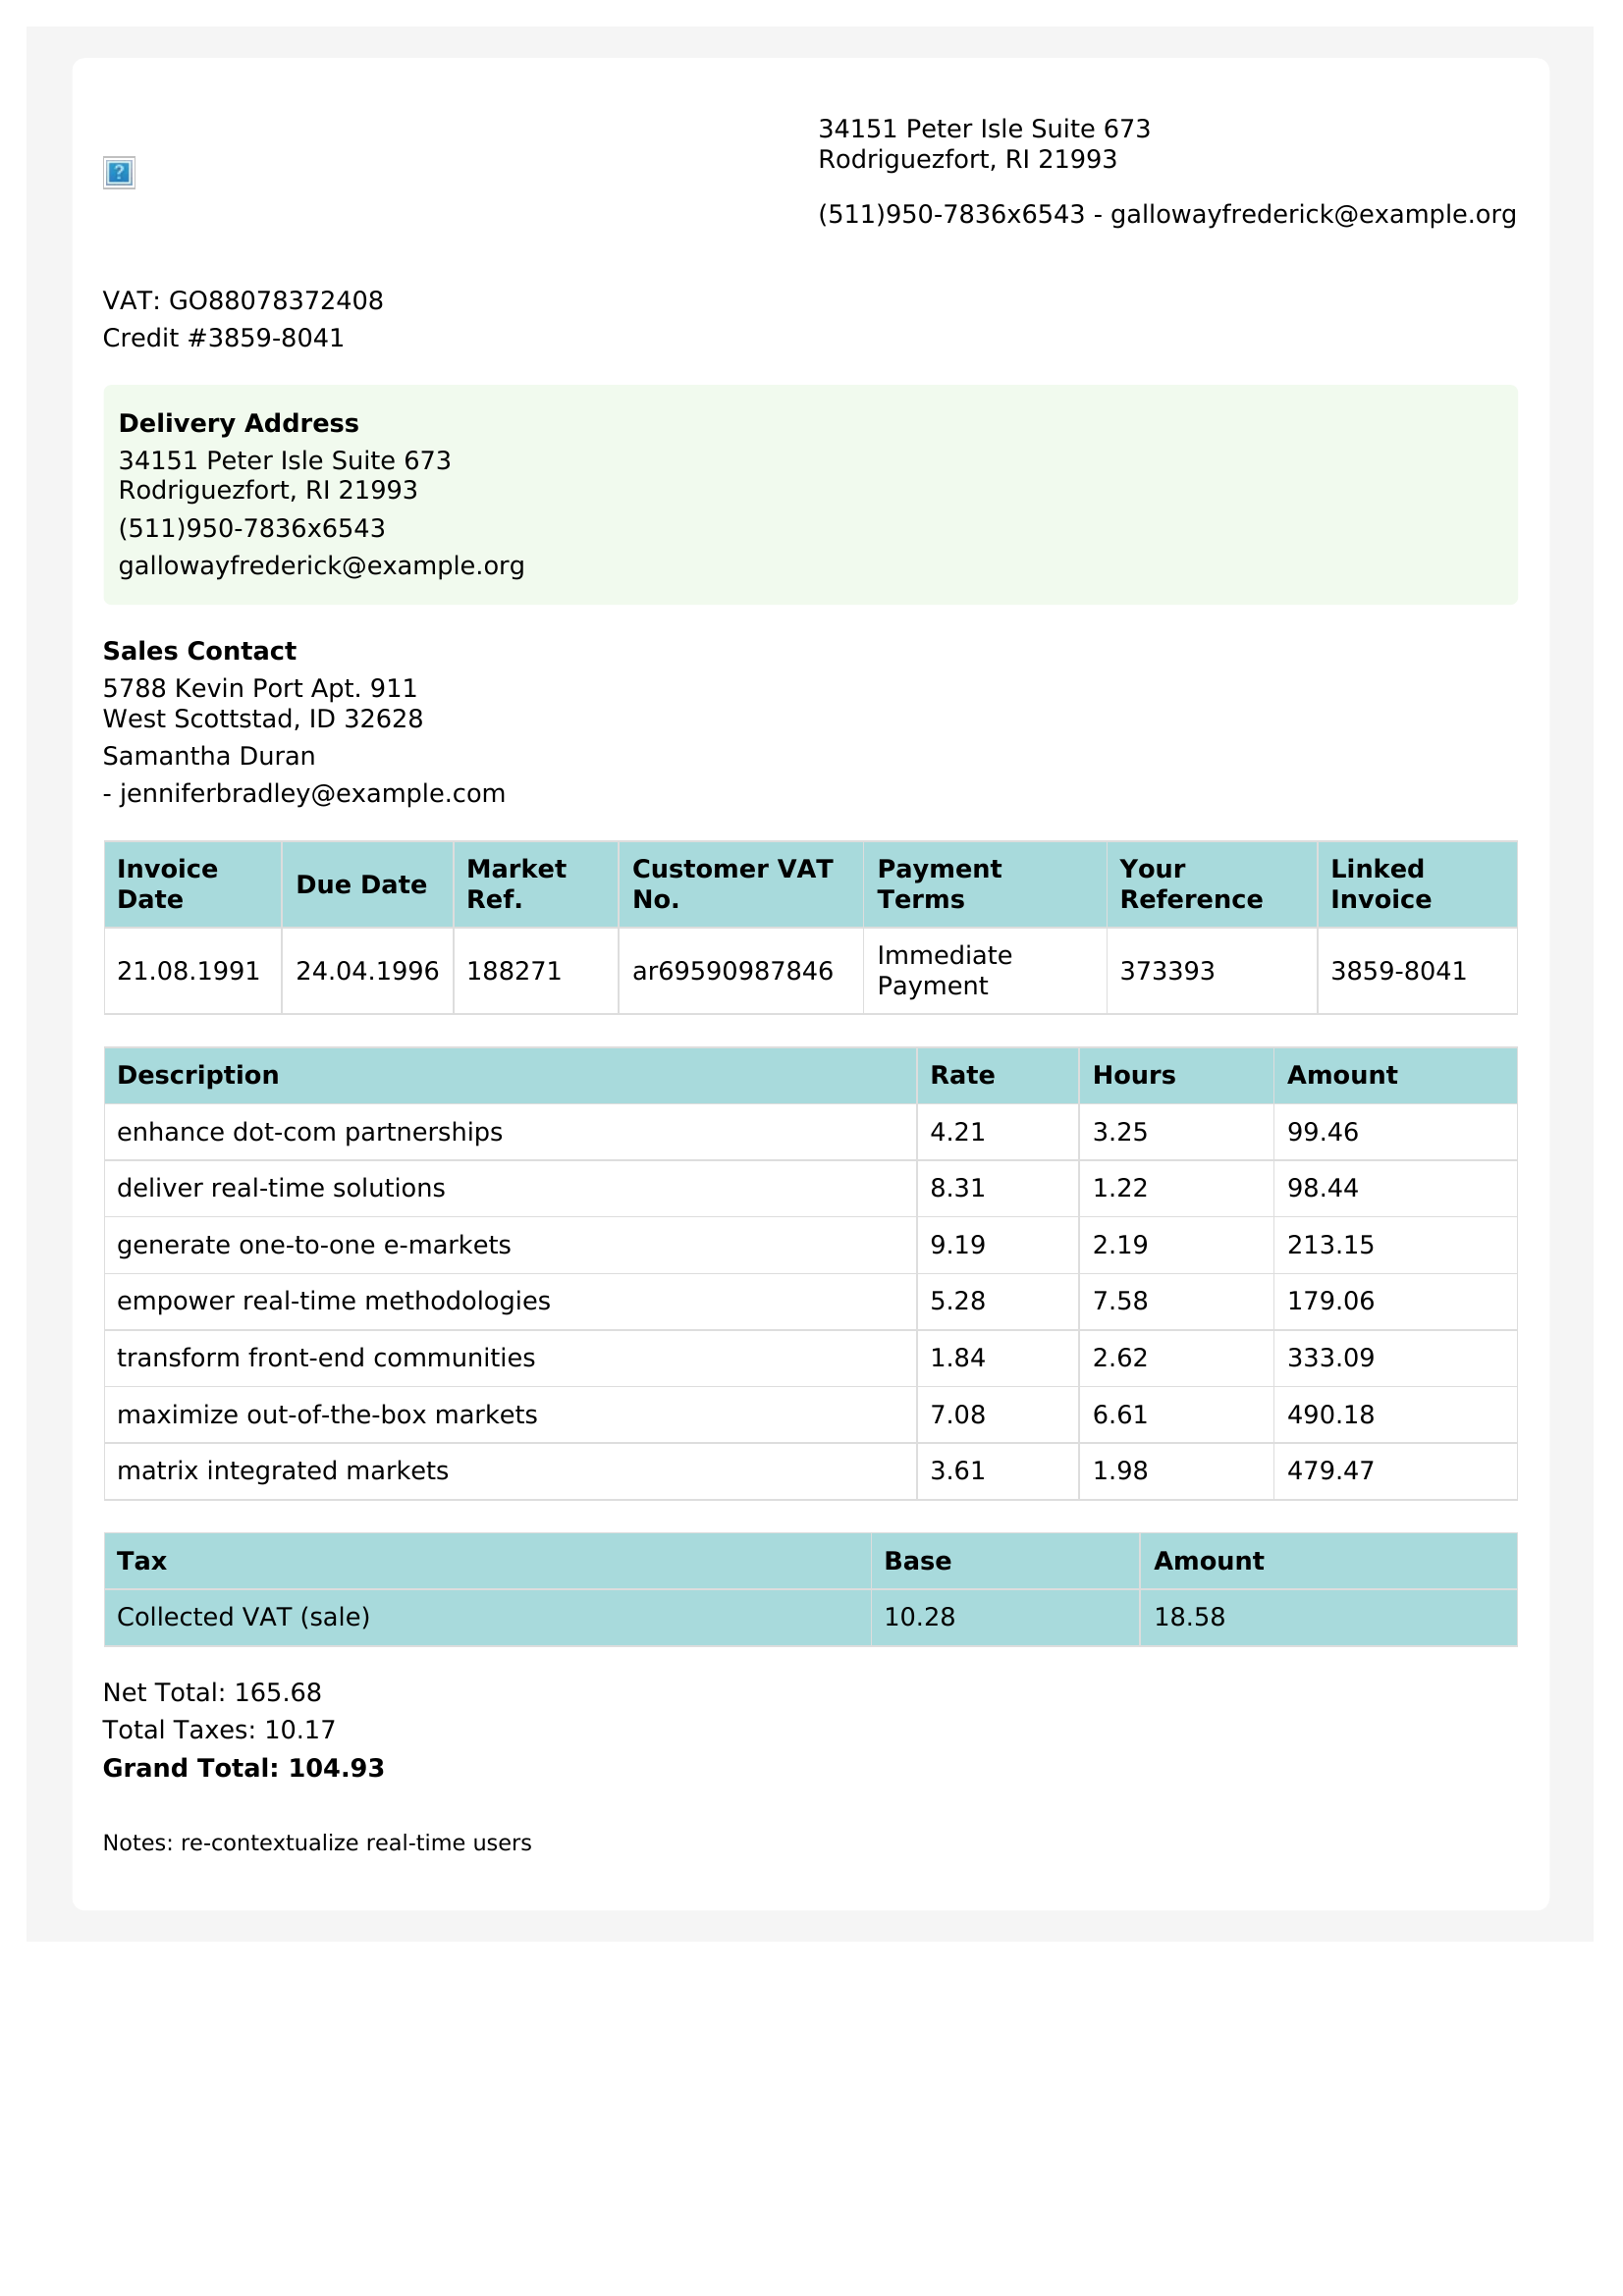 34151 Peter Isle Suite 673
Rodriguezfort, RI 21993
(511)950-7836x6543 - gallowayfrederick@example.org
VAT: GO88078372408
Credit #3859-8041
Delivery Address
34151 Peter Isle Suite 673
Rodriguezfort, RI 21993
(511)950-7836x6543
gallowayfrederick@example.org
Sales Contact
5788 Kevin Port Apt. 911
West Scottstad, ID 32628
Samantha Duran
- jenniferbradley@example.com
Invoice Date Due Date Market Ref. Customer VAT No. Payment Terms Your Reference Linked Invoice
21.08.1991 24.04.1996 188271 ar69590987846 Immediate Payment 373393 3859-8041
Description Rate Hours Amount
enhance dot-com partnerships 4.21 3.25 99.46
deliver real-time solutions 8.31 1.22 98.44
generate one-to-one e-markets 9.19 2.19 213.15
empower real-time methodologies 5.28 7.58 179.06
transform front-end communities 1.84 2.62 333.09
maximize out-of-the-box markets 7.08 6.61 490.18
matrix integrated markets 3.61 1.98 479.47
Tax Base Amount
Collected VAT (sale) 10.28 18.58
Net Total: 165.68
Total Taxes: 10.17
Grand Total: 104.93
Notes: re-contextualize real-time users